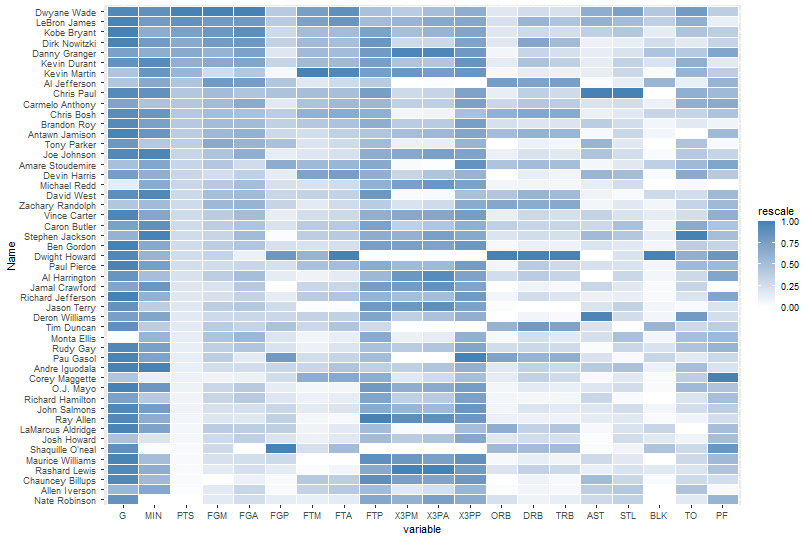 Dwyane Wade
LeBron James
Kobe Bryant
Dirk Nowitzki
Danny Granger
Kevin Durant
Kevin Martin
Al Jefferson
Chris Paul
Carmelo Anthony
Chris Bosh
Brandon Roy
Antawn Jamison
Tony Parker
Joe Johnson
Amare Stoudemire
Devin Harris
Michael Redd
David West
Zachary Randolph
Vince Carter
Caron Butler
Stephen Jackson
Ben Gordon
Dwight Howard
Paul Pierce
Al Harrington
Jamal Crawford
Richard Jefferson
Jason Terry
Deron Williams
Tim Duncan
Monta Ellis
Rudy Gay
Pau Gasol
Andre Iguodala
Corey Maggette
O.J. Mayo
Richard Hamilton
John Salmons
Ray Allen
LaMarcus Aldridge
Josh Howard
Shaquille O'neal
Maurice Williams
Rashard Lewis
Chauncey Billups
Allen Iverson
Nate Robinson
Name
G MIN PTS FGM FGA FGP FTM FTA FTP X3PM X3PA X3PP ORB DRB TRB AST STL BLK TO PF
variable
rescale
1.00
0.75
0.50
0.25
0.00